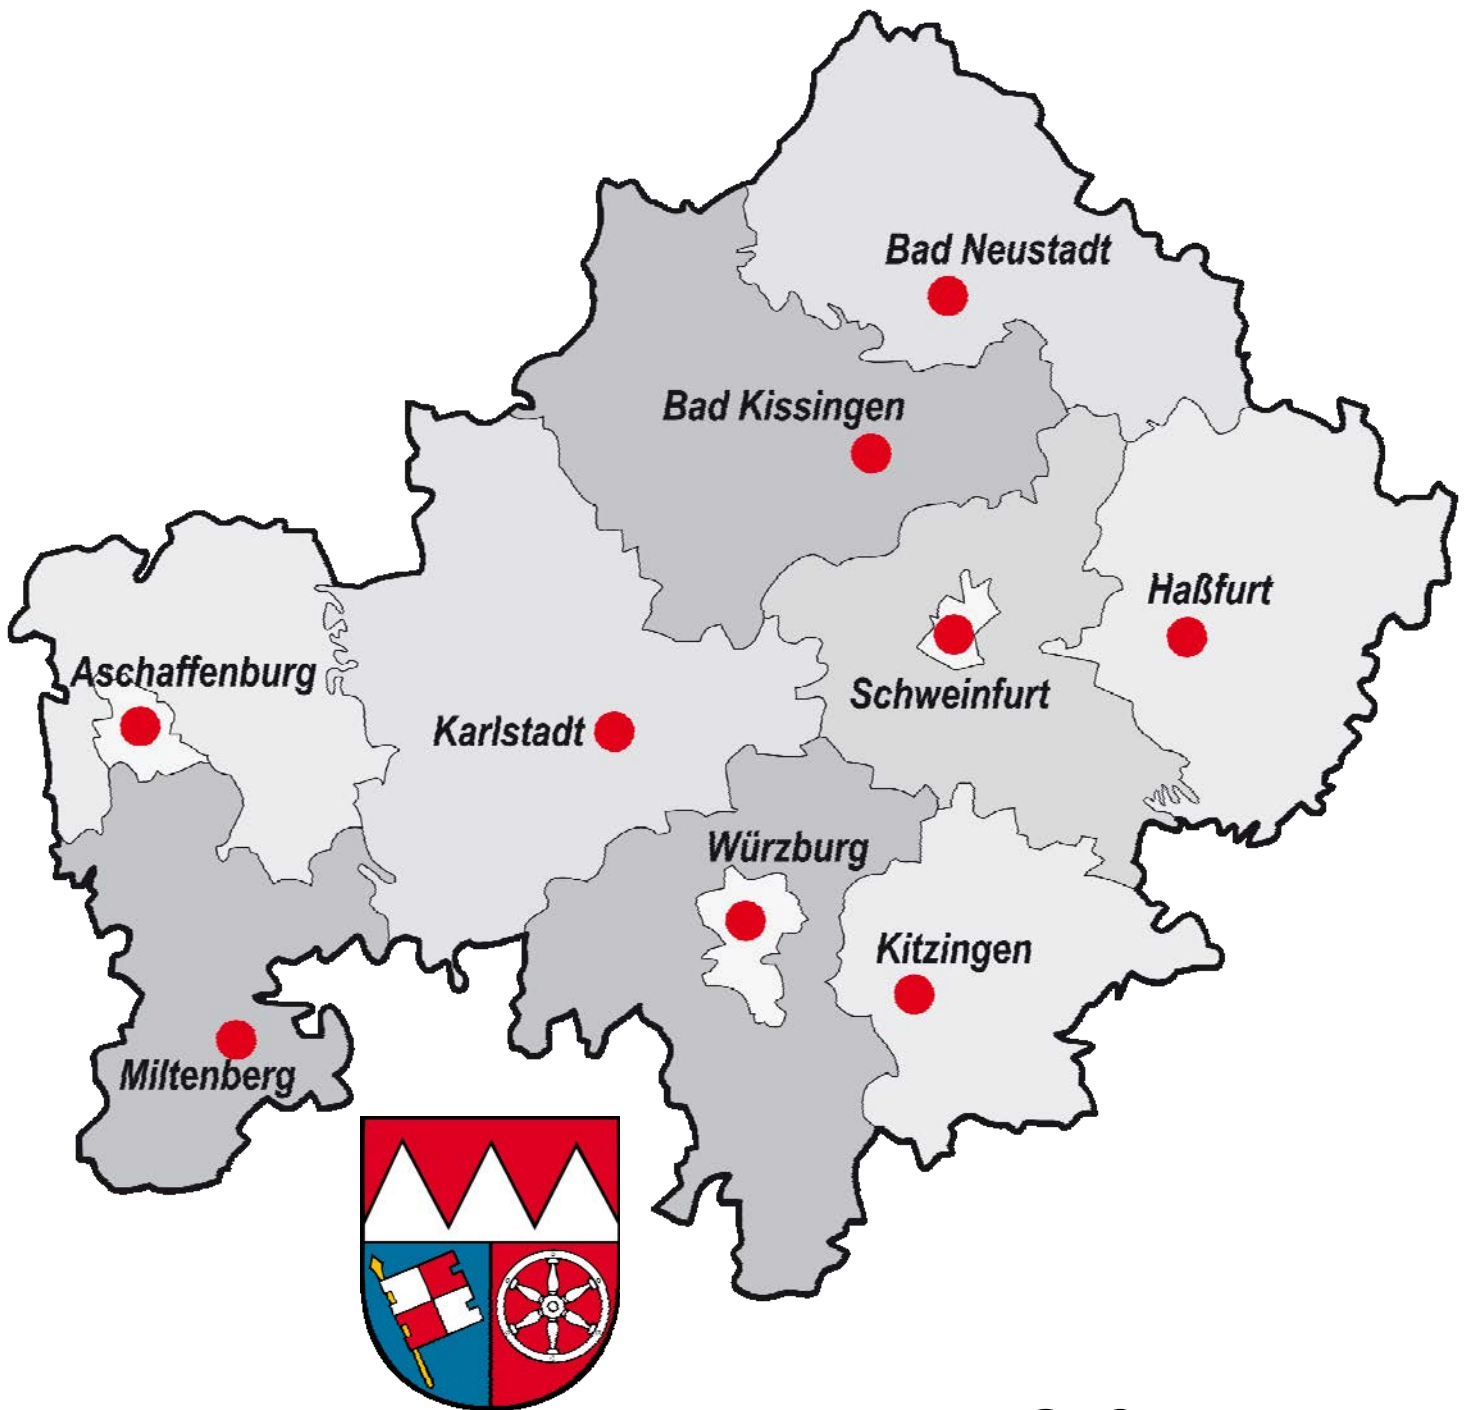 Bad Neustadt
Bad Kissingen
Haßfurt
Aschaffenburg
Schweinfurt
Karlstadt
Würzburg
Kitzingen
Miltenberg